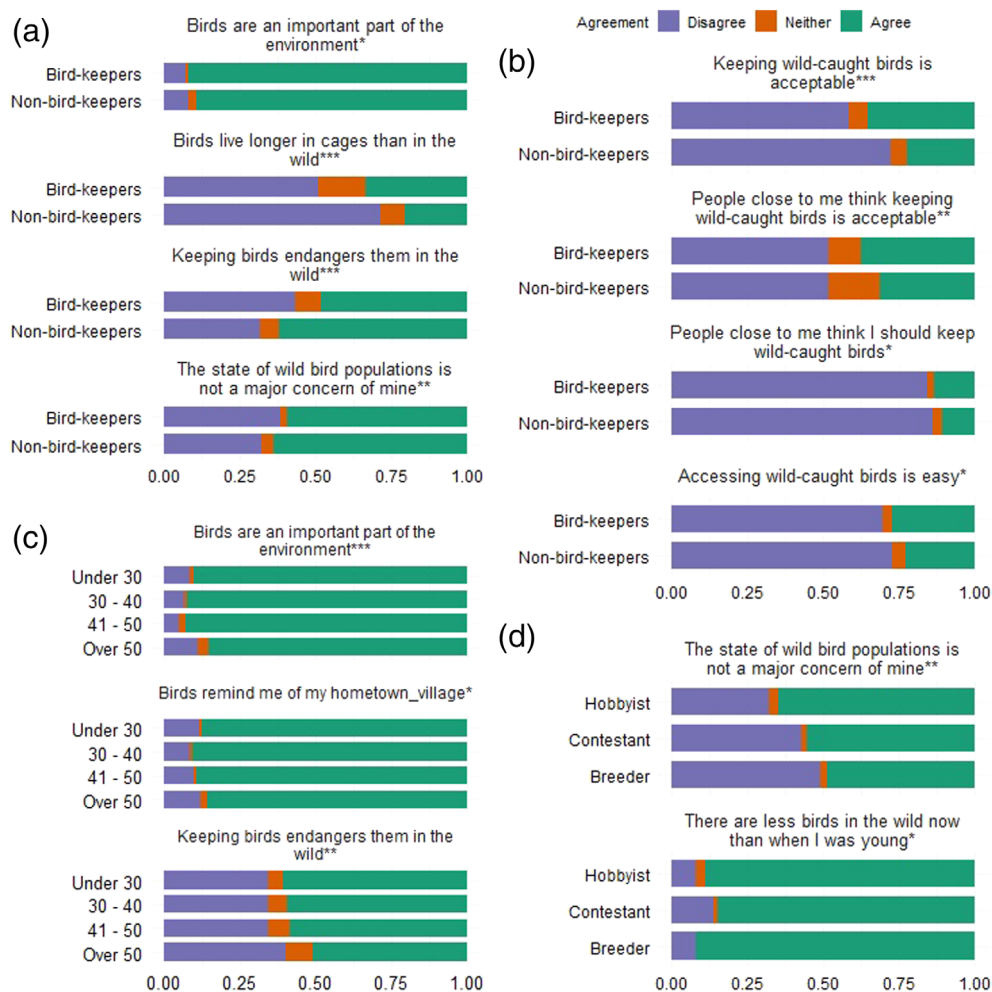 (a)
Birds are an important part of the
environment*
Bird-keepers
Non-bird-keepers
Birds live longer in cages than in the
wild***
Bird-keepers
Non-bird-keepers
Keeping birds endangers them in the
wild***
Bird-keepers
Non-bird-keepers
The state of wild bird populations is
not a major concern of mine**
Bird-keepers
Non-bird-keepers
0.00 0.25 0.50 0.75 1.00
Agreement Disagree Neither Agree
(b)
Keeping wild-caught birds is
acceptable***
Bird-keepers
Non-bird-keepers
People close to me think keeping
wild-caught birds is acceptable**
Bird-keepers
Non-bird-keepers
People close to me think I should keep
wild-caught birds*
Bird-keepers
Non-bird-keepers
Accessing wild-caught birds is easy*
Bird-keepers
Non-bird-keepers
0.00 0.25 0.50 0.75 1.00
(c)
Birds are an important part of the
environment***
Under 30
30 - 40
41 - 50
Over 50
Birds remind me of my hometown_village*
Under 30
30 - 40
41 - 50
Over 50
Keeping birds endangers them in the
wild**
Under 30
30 - 40
41 - 50
Over 50
0.00 0.25 0.50 0.75 1.00
(d)
The state of wild bird populations is
not a major concern of mine**
Hobbyist
Contestant
Breeder
There are less birds in the wild now
than when I was young*
Hobbyist
Contestant
Breeder
0.00 0.25 0.50 0.75 1.00